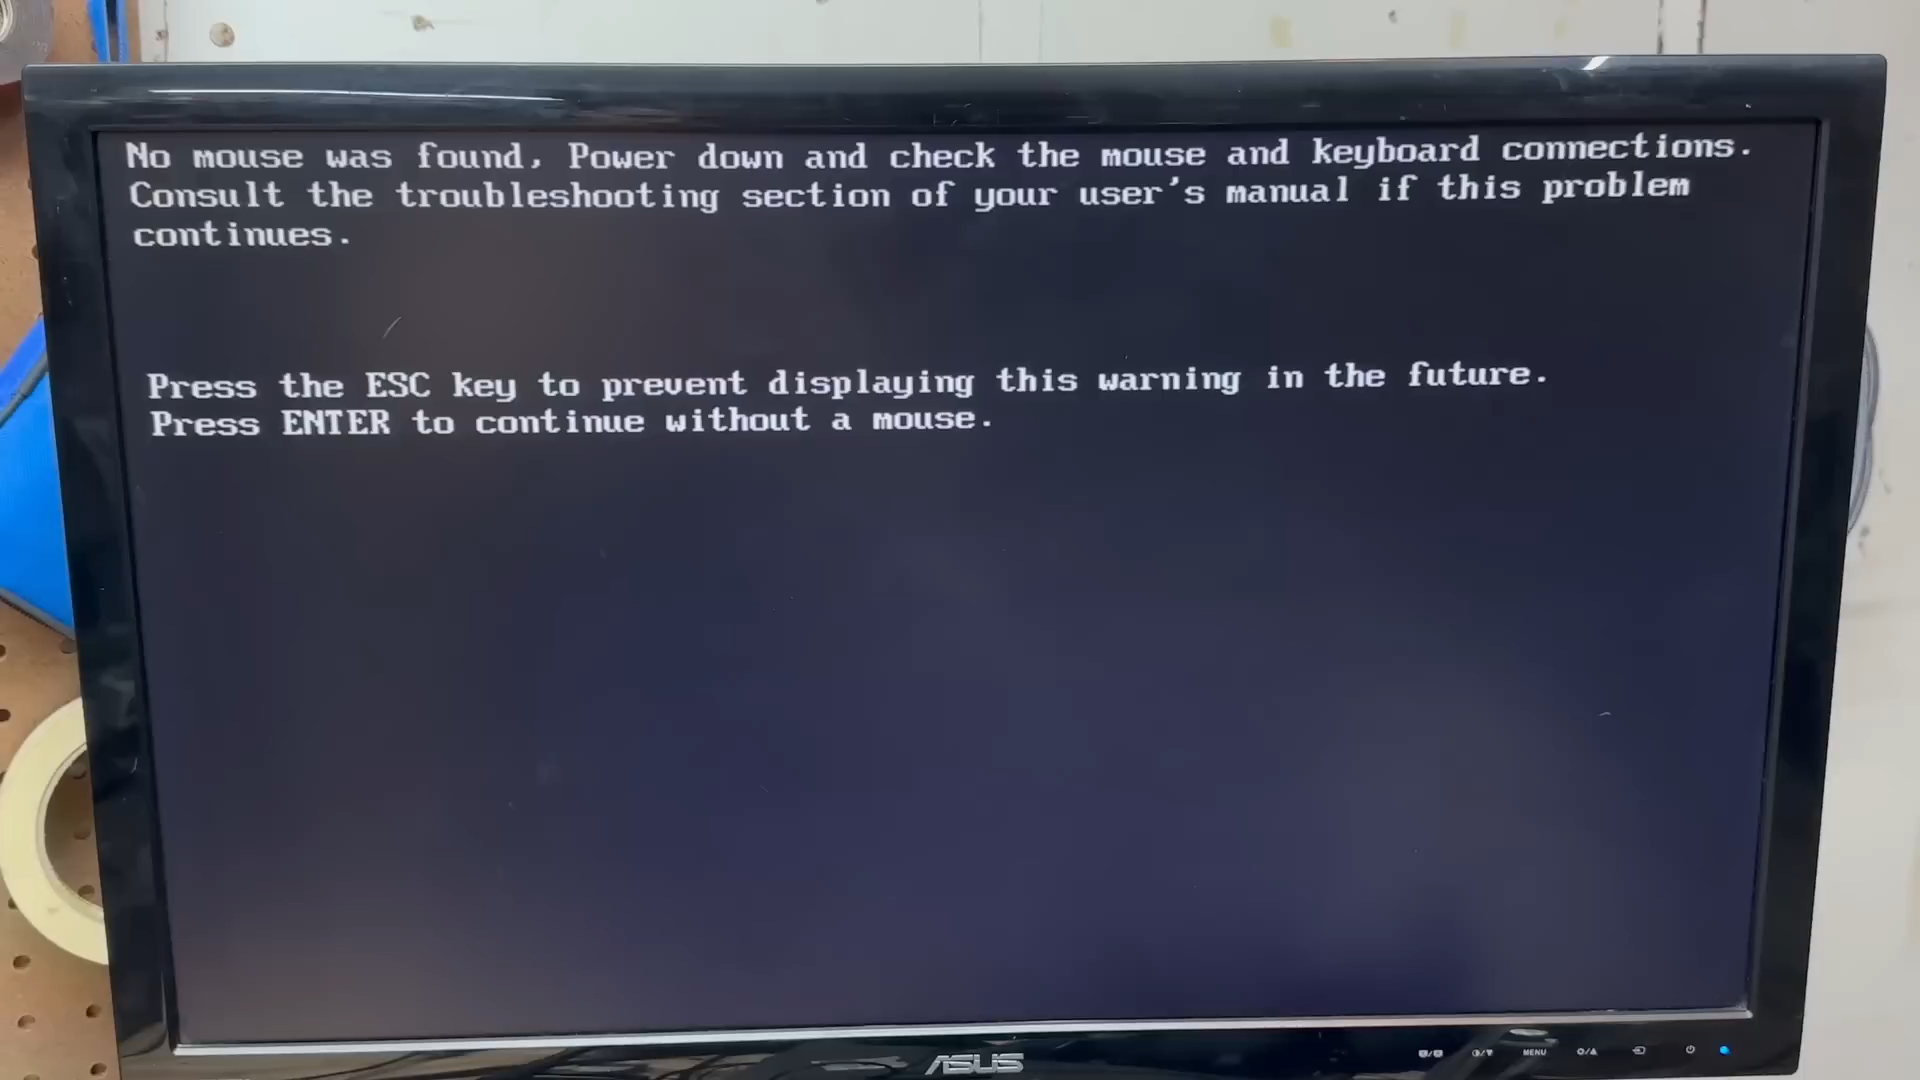 No mouse was found, Power down and check the mouse and keyboard connections.
Consult the troubleshooting section of your user's manual if this problem
continues.
Press the ESC key to prevent displaying this warning in the future.
Press ENTER to continue without a mouse.
ASUS
MENU